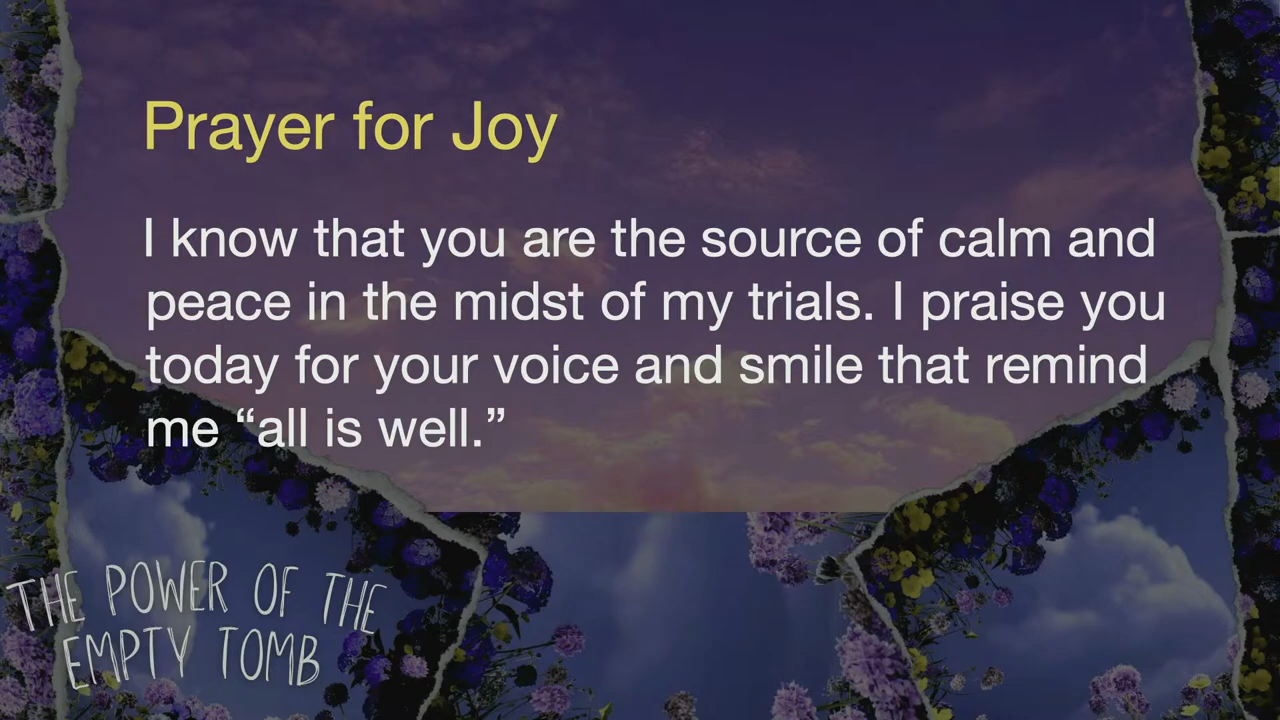 Prayer for Joy
I know that you are the source of calm and
peace in the midst of my trials. I praise you
today for your voice and smile that remind
me “all is well.”
THE POWER OF THE
EMPTY TOMB